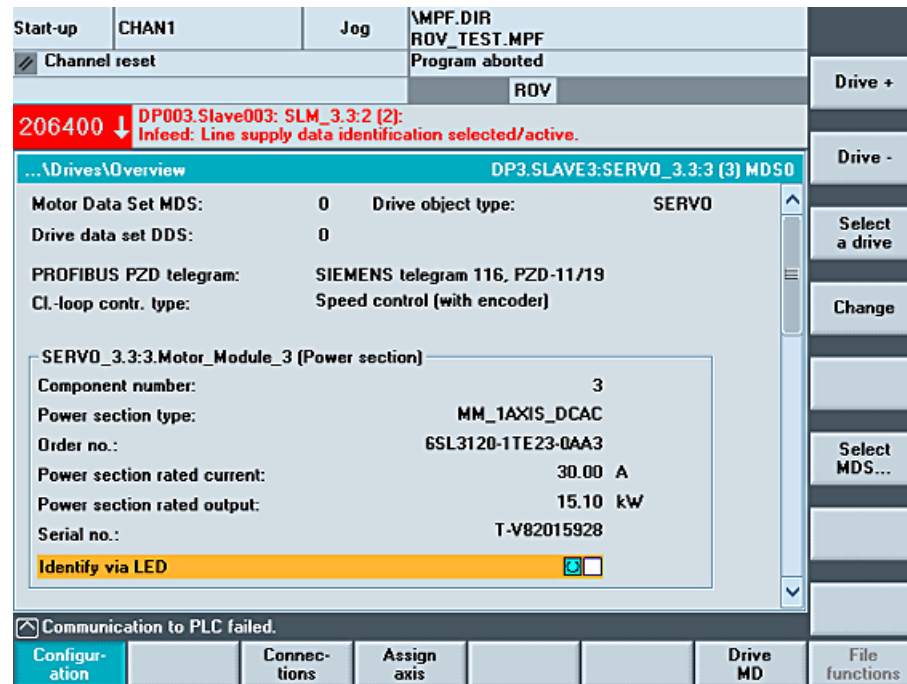 Start-up CHAN1 Jog \MPF.DIR
ROV_TEST.MPF
Channel reset Program aborted
ROV
206400 DP003.Slave003: SLM_3.3:2 (2):
Infeed: Line supply data identification selected/active.
...\Drives\Overview DP3.SLAVE3:SERVO_3.3:3 (3) MDS0
Motor Data Set MDS: 0 Drive object type: SERVO
Drive data set DDS: 0
PROFIBUS PZD telegram: SIEMENS telegram 116, PZD-11/19
Cl.-loop contr. type: Speed control (with encoder)
SERVO_3.3:3.Motor_Module_3 (Power section)
Component number: 3
Power section type: MM_1AXIS_DCAC
Order no.: 6SL3120-1TE23-0AA3
Power section rated current: 30.00 A
Power section rated output: 15.10 kW
Serial no.: T-V82015928
Identify via LED
Communication to PLC failed.
Drive +
Drive -
Select
a drive
Change
Select
MDS...
Configur-
ation
Connec-
tions
Assign
axis
Drive
MD
File
functions